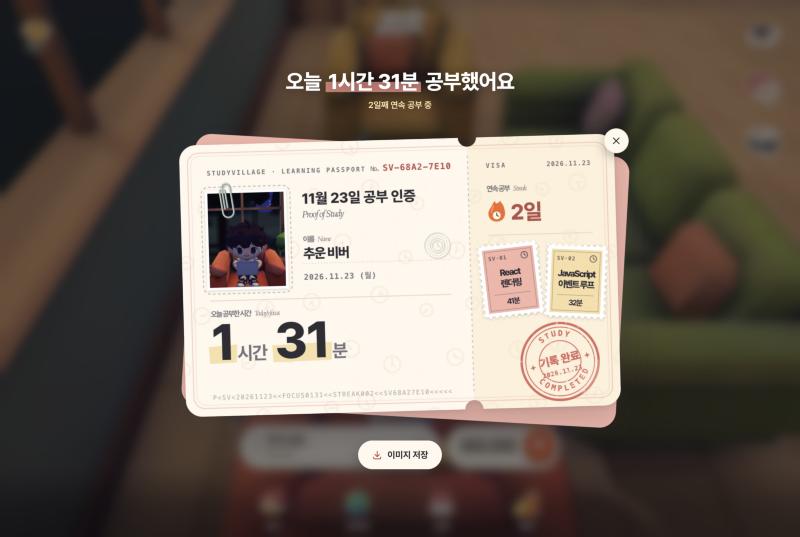 오늘 1시간 31분 공부했어요
2일째 연속 공부 중
STUDYVILLAGE · LEARNING PASSPORT No. SV-68A2-7E10
11월 23일 공부 인증
Proof of Study
이름 Name
추운 비버
2026.11.23 (월)
오늘 공부한 시간 Today's focus
1시간 31분
P<SV<20261123<<FOCUS0131<<STREAK002<<SV68A27E10<<<<<
VISA 2026.11.23
연속 공부 Streak
2일
SV-01
React
렌더링
41분
SV-02
JavaScript
이벤트 루프
32분
STUDY
기록 완료
2026.11.23
COMPLETED
이미지 저장